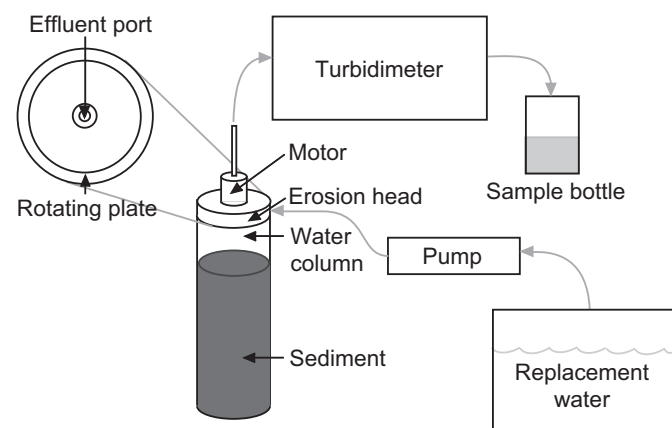 Effluent port
Turbidimeter
Motor
Sample bottle
Rotating plate
Erosion head
Water
column
Pump
Sediment
Replacement
water